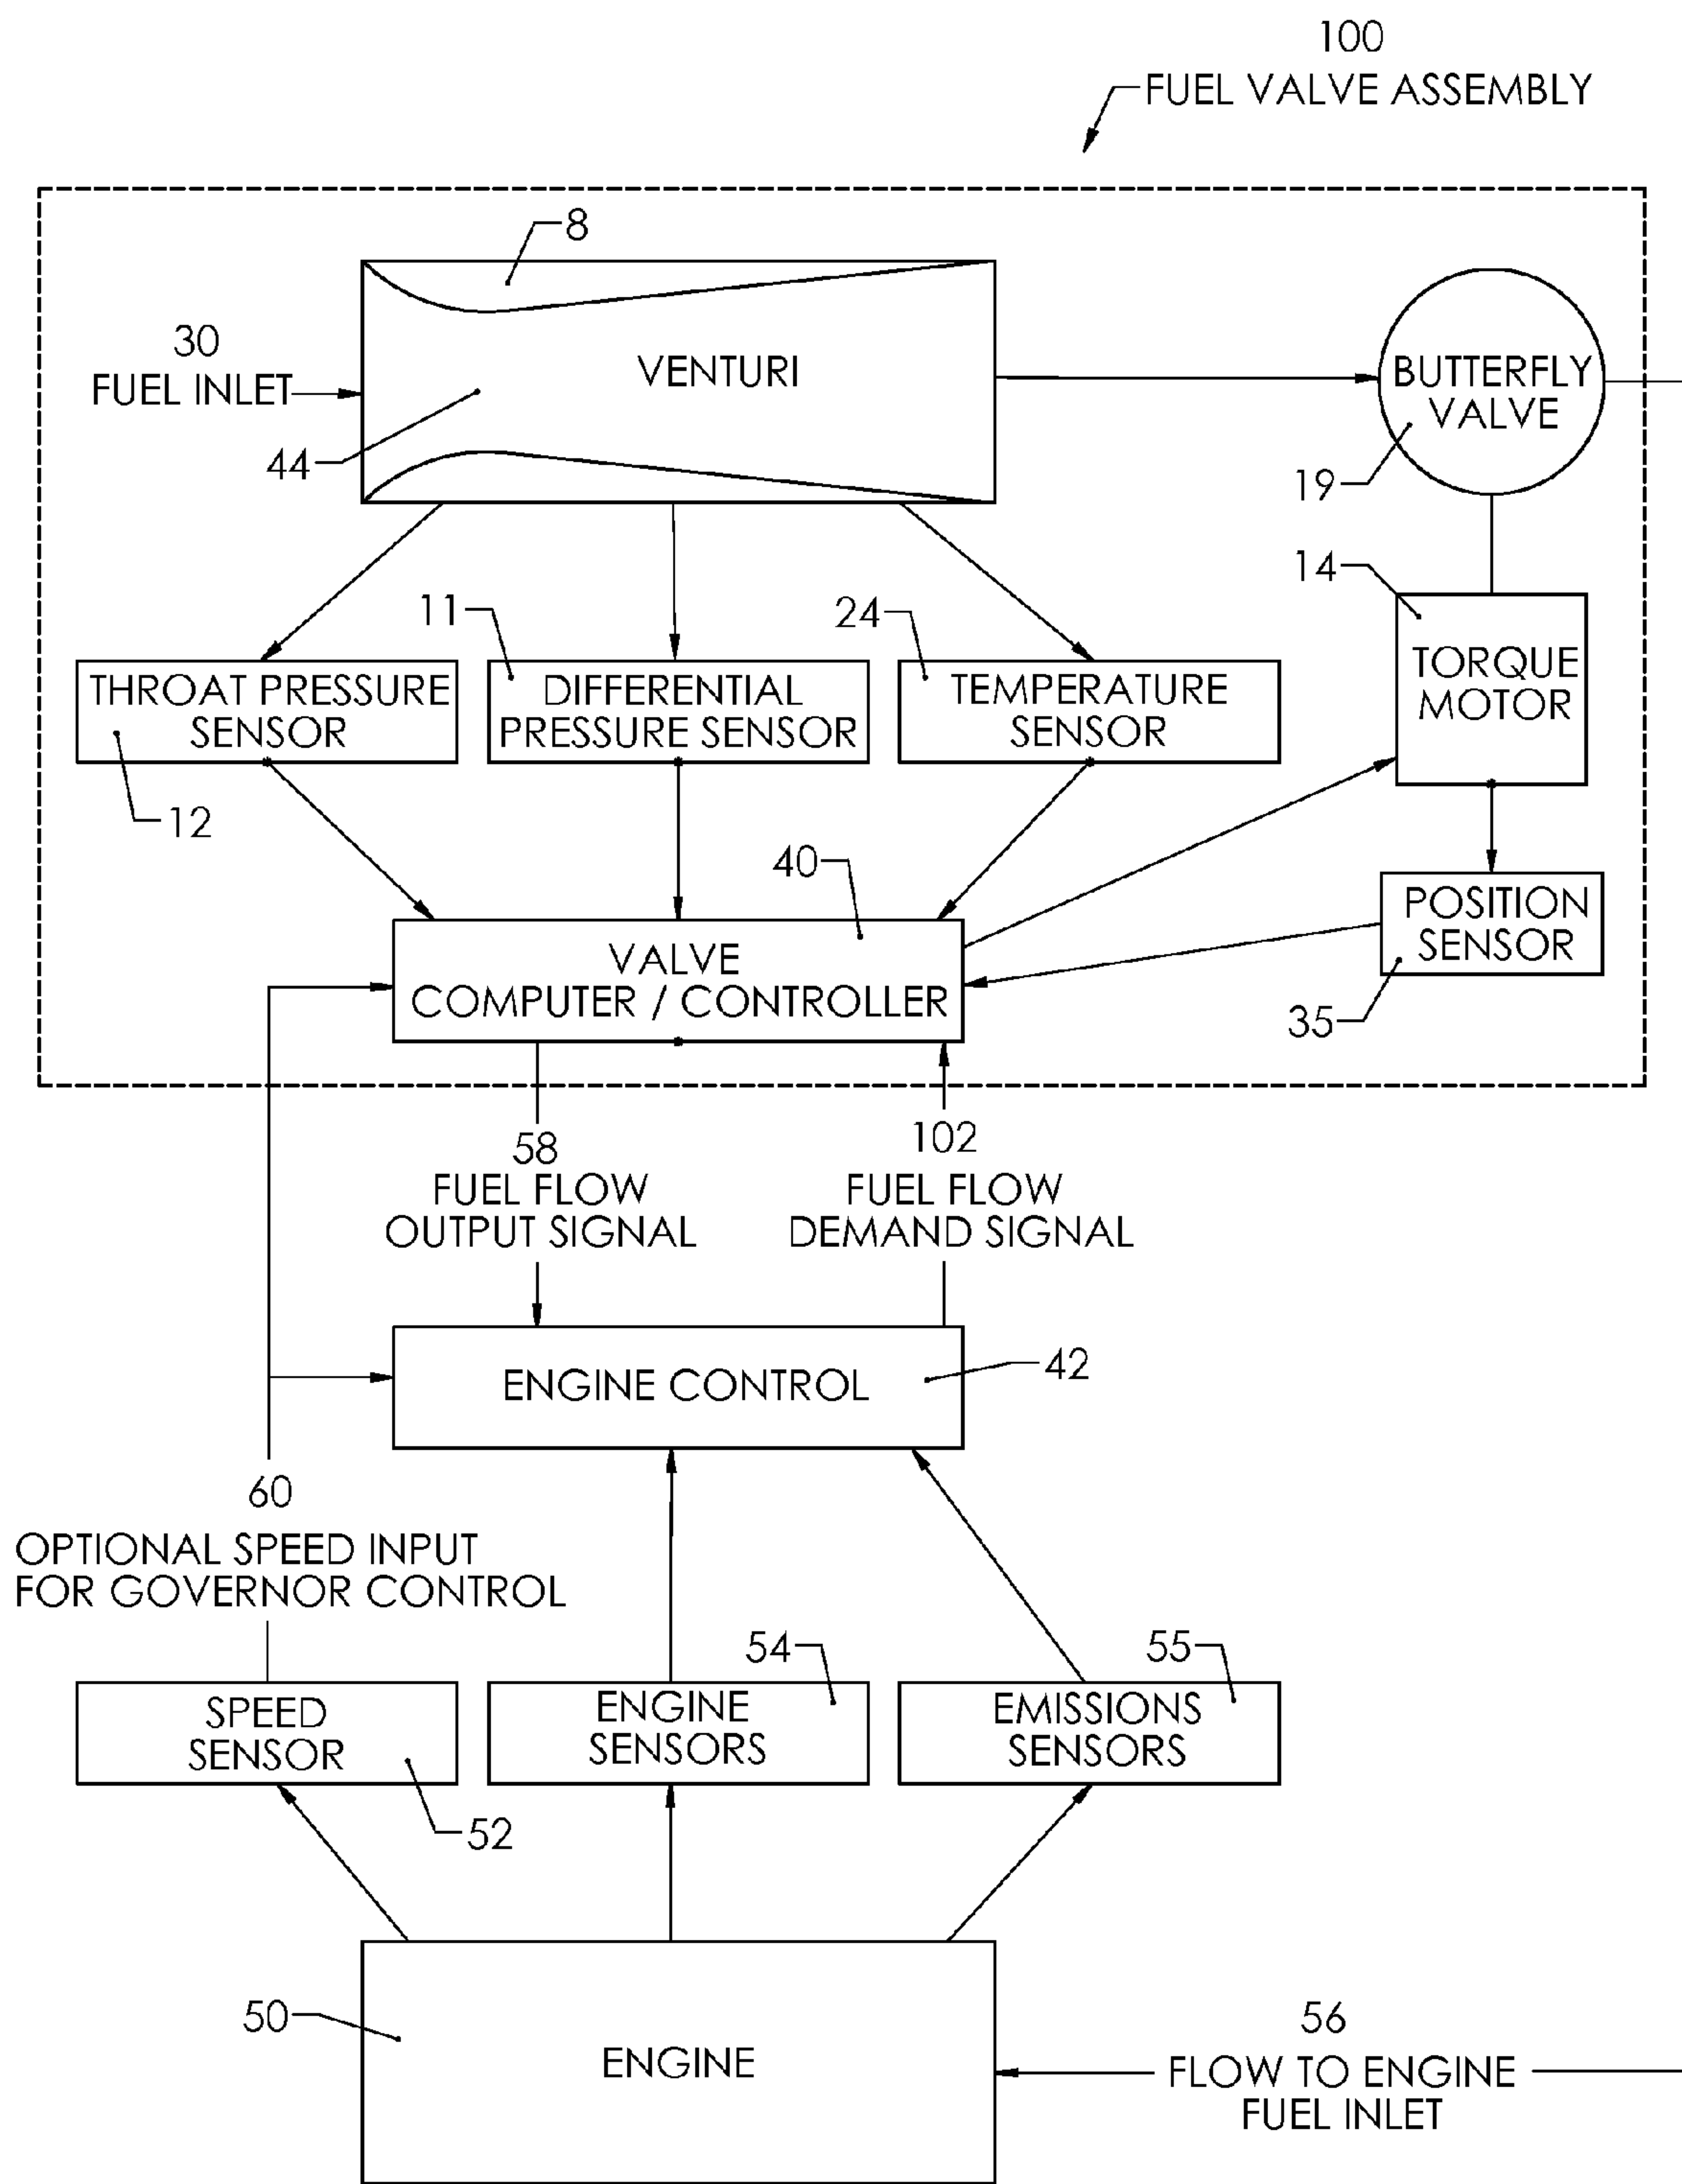 100
FUEL VALVE ASSEMBLY
8
30
FUEL INLET
VENTURI
44
BUTTERFLY
VALVE
19
14
TORQUE
MOTOR
11
24
THROAT PRESSURE
SENSOR
DIFFERENTIAL
PRESSURE SENSOR
TEMPERATURE
SENSOR
12
40
POSITION
SENSOR
35
VALVE
COMPUTER / CONTROLLER
58
FUEL FLOW
OUTPUT SIGNAL
102
FUEL FLOW
DEMAND SIGNAL
ENGINE CONTROL
42
60
OPTIONAL SPEED INPUT
FOR GOVERNOR CONTROL
54
55
SPEED
SENSOR
ENGINE
SENSORS
EMISSIONS
SENSORS
52
50
ENGINE
56
FLOW TO ENGINE
FUEL INLET